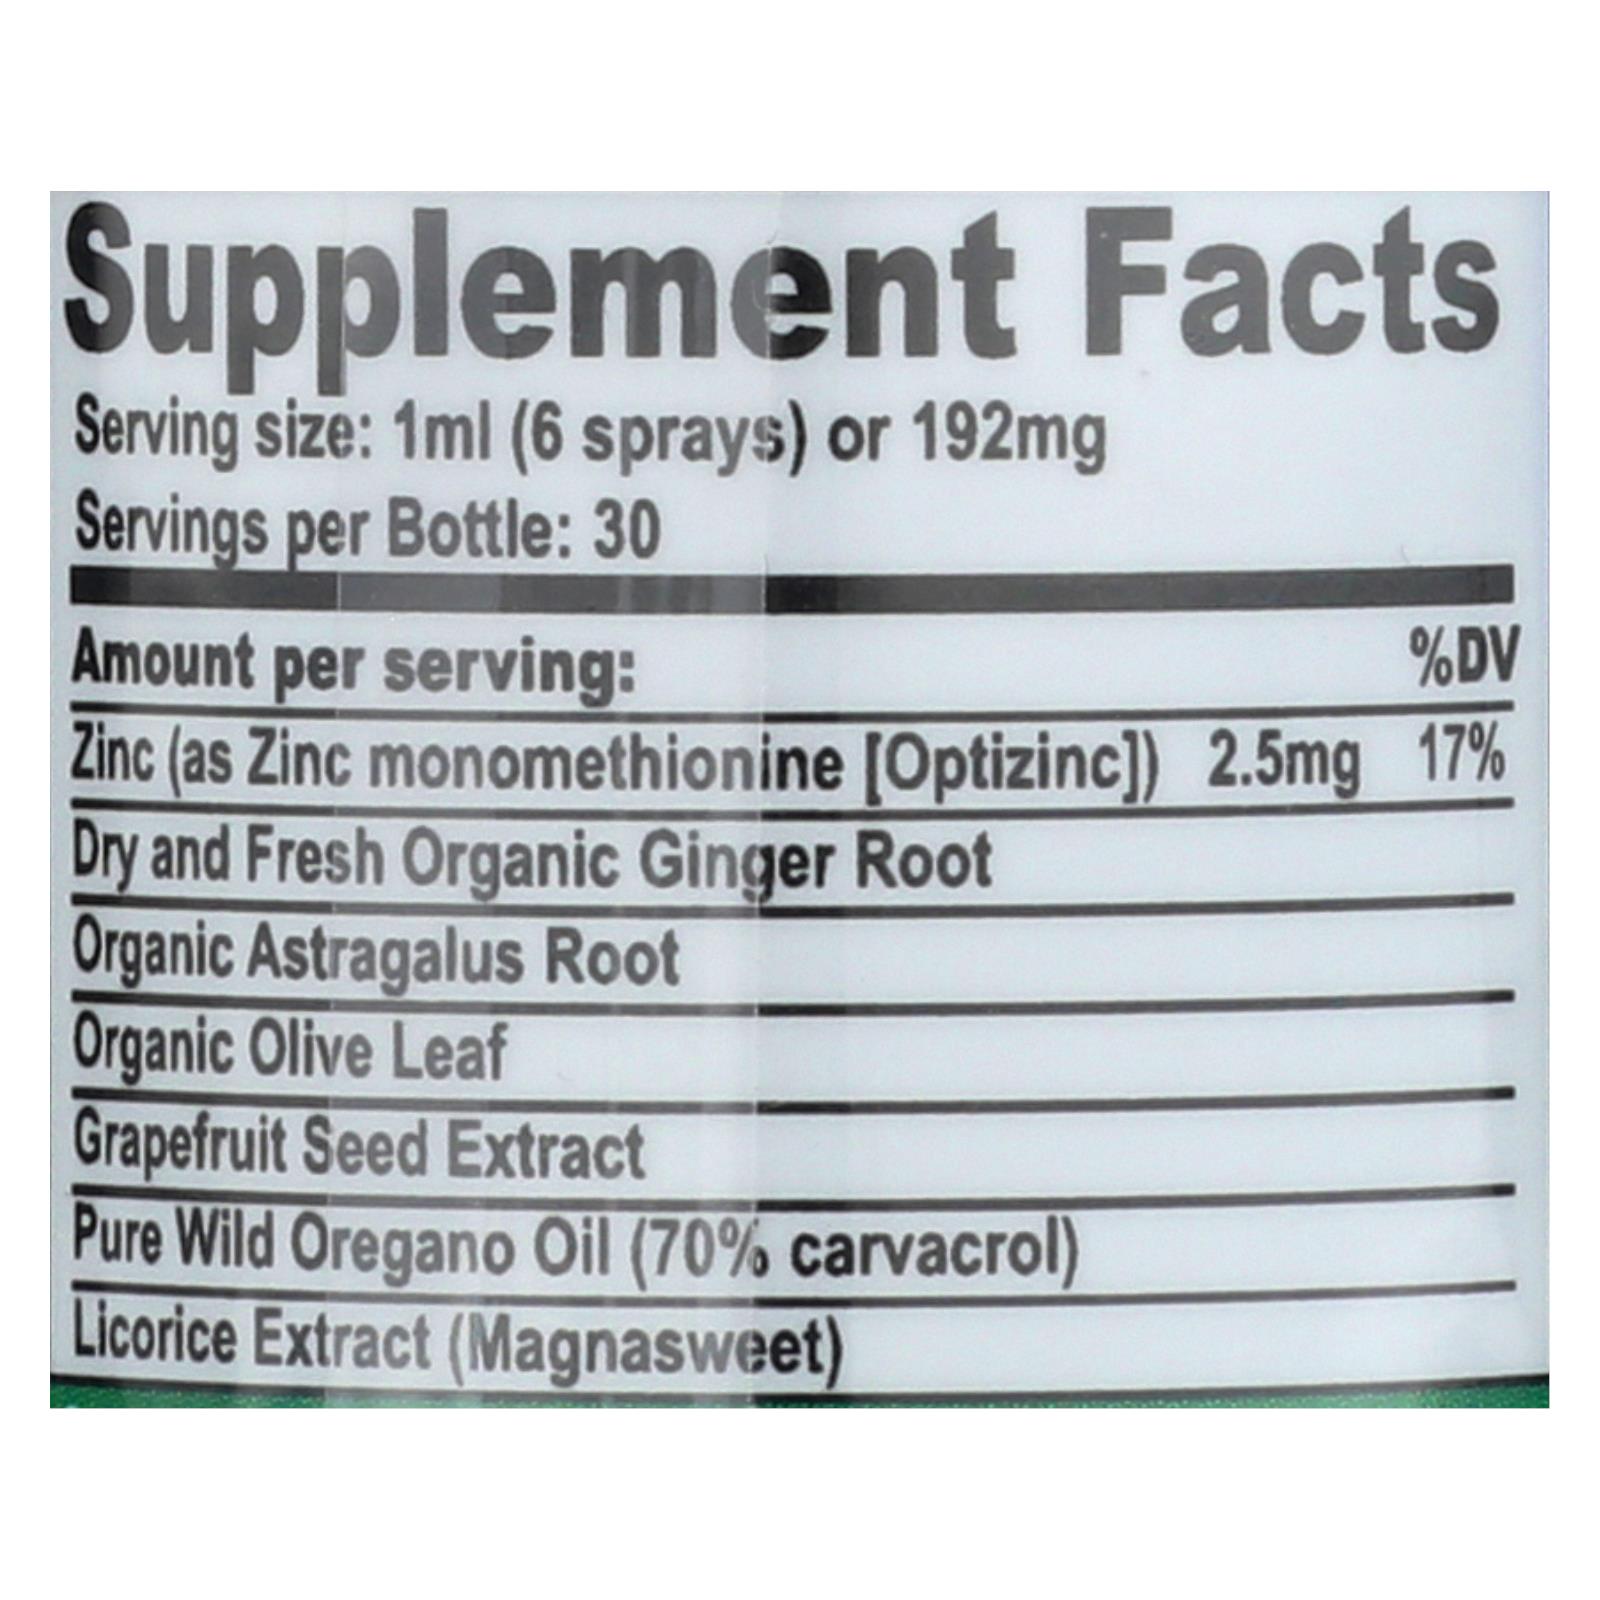 Supplement Facts
Serving size: 1ml (6 sprays) or 192mg
Servings per Bottle: 30
Amount per serving: %DV
Zinc (as Zinc monomethionine [Optizinc]) 2.5mg 17%
Dry and Fresh Organic Ginger Root
Organic Astragalus Root
Organic Olive Leaf
Grapefruit Seed Extract
Pure Wild Oregano Oil (70% carvacrol)
Licorice Extract (Magnasweet)